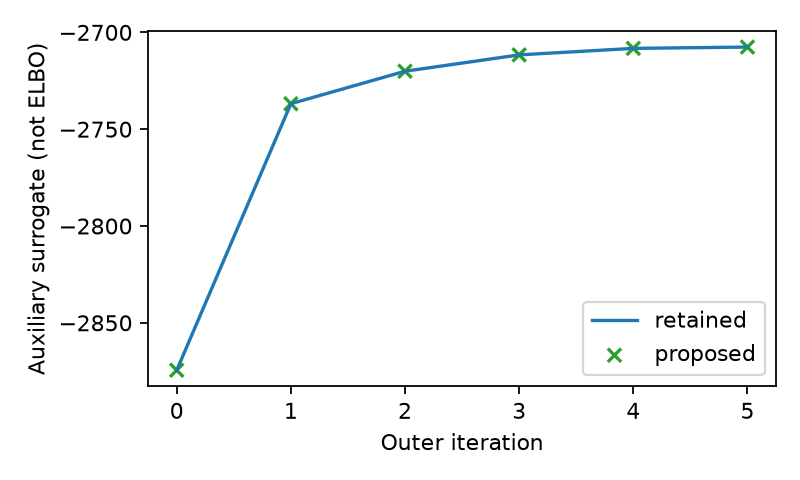 −2700
−2750
−2800
−2850
Auxiliary surrogate (not ELBO)
retained
proposed
0 1 2 3 4 5
Outer iteration